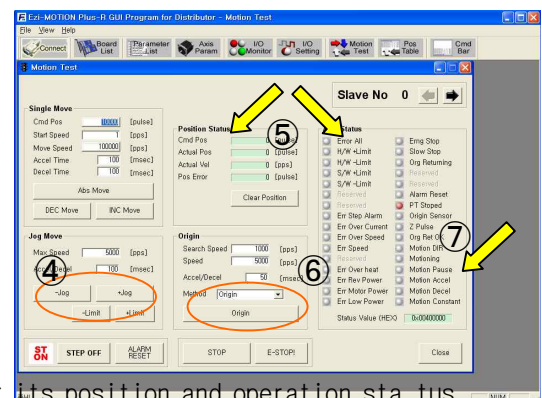 Ezi-MOTION Plus-R GUI Program for Distributor - Motion Test
File View Help
Connect Board List Parameter List Axis Param I/O Monitor I/O Setting Motion Test Pos Table Cmd Bar
Motion Test
Slave No 0
Single Move
Cmd Pos 10000 [pulse]
Start Speed 1 [pps]
Move Speed 100000 [pps]
Accel Time 100 [msec]
Decel Time 100 [msec]
Abs Move
DEC Move INC Move
Position Status
Cmd Pos 0 [pulse]
Actual Pos 0 [pulse]
Actual Vel 0 [pps]
Pos Error 0 [pulse]
Clear Position
⑤
Status
Error All Emg Stop
H/W +Limit Slow Stop
H/W -Limit Org Returning
S/W +Limit Reserved
S/W -Limit Reserved
Reserved Alarm Reset
Reserved PT Stoped
Err Step Alarm Origin Sensor
Err Over Current Z Pulse
Err Over Speed Org Ret OK
Err Speed Motion DIR
Reserved Motioning
Err Over heat Motion Pause
Err Rev Power Motion Accel
Err Motor Power Motion Decel
Err Low Power Motion Constant
Status Value (HEX) 0x00400000
⑦
Jog Move
Max Speed 5000 [pps]
Accel/Decel 100 [msec]
④
-Jog +Jog
-Limit +Limit
Origin
Search Speed 1000 [pps]
Speed 5000 [pps]
Accel/Decel 50 [msec]
Method Origin
Origin
⑥
ST ON STEP OFF ALARM RESET STOP E-STOP! Close
its position and operation sta tus
NUM